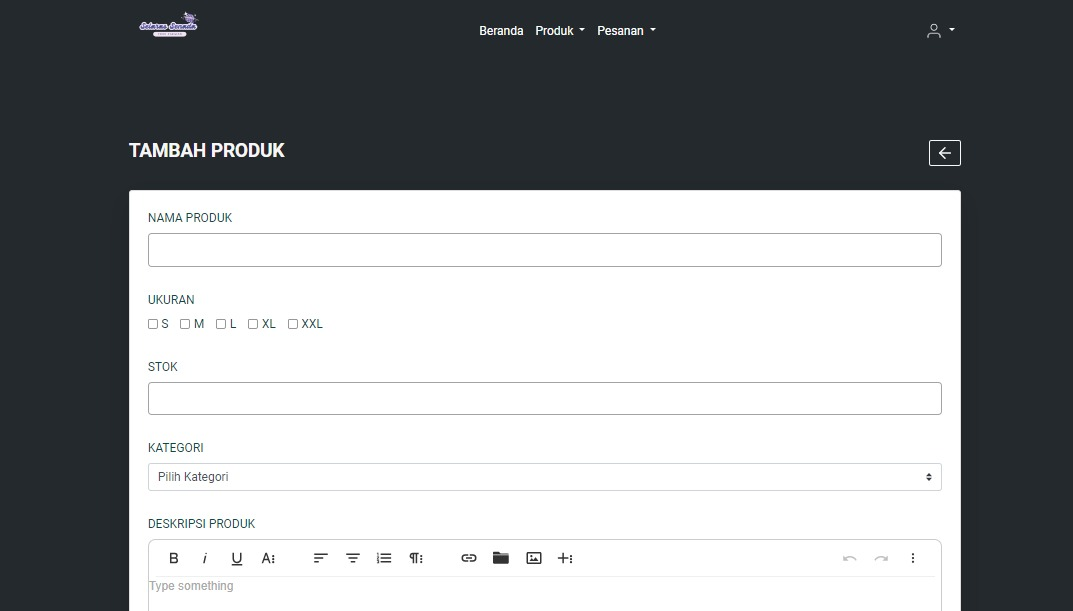 Beranda Produk Pesanan
TAMBAH PRODUK
NAMA PRODUK
UKURAN
S M L XL XXL
STOK
KATEGORI
Pilih Kategori
DESKRIPSI PRODUK
Type something